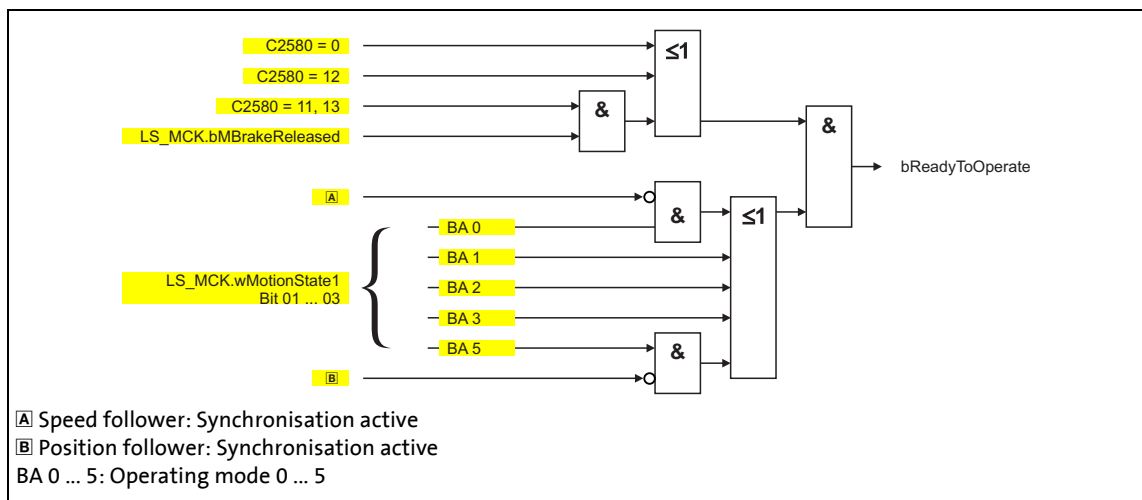 C2580 = 0
C2580 = 12
C2580 = 11, 13
LS_MCK.bMBrakeReleased
&
≤1
&
bReadyToOperate
A
BA 0
BA 1
BA 2
BA 3
BA 5
LS_MCK.wMotionState1
Bit 01 ... 03
B
&
&
≤1
A Speed follower: Synchronisation active
B Position follower: Synchronisation active
BA 0 ... 5: Operating mode 0 ... 5